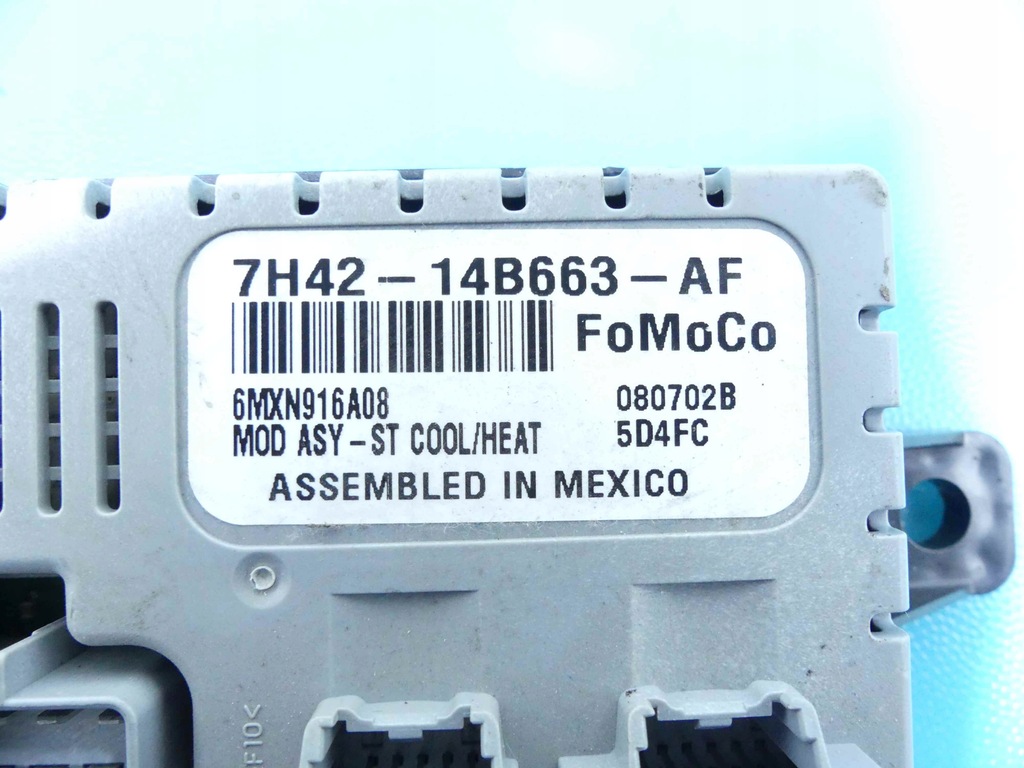 7H42-14B663-AF
FoMoCo
6MXN916A08 080702B
MOD ASY-ST COOL/HEAT 5D4FC
ASSEMBLED IN MEXICO